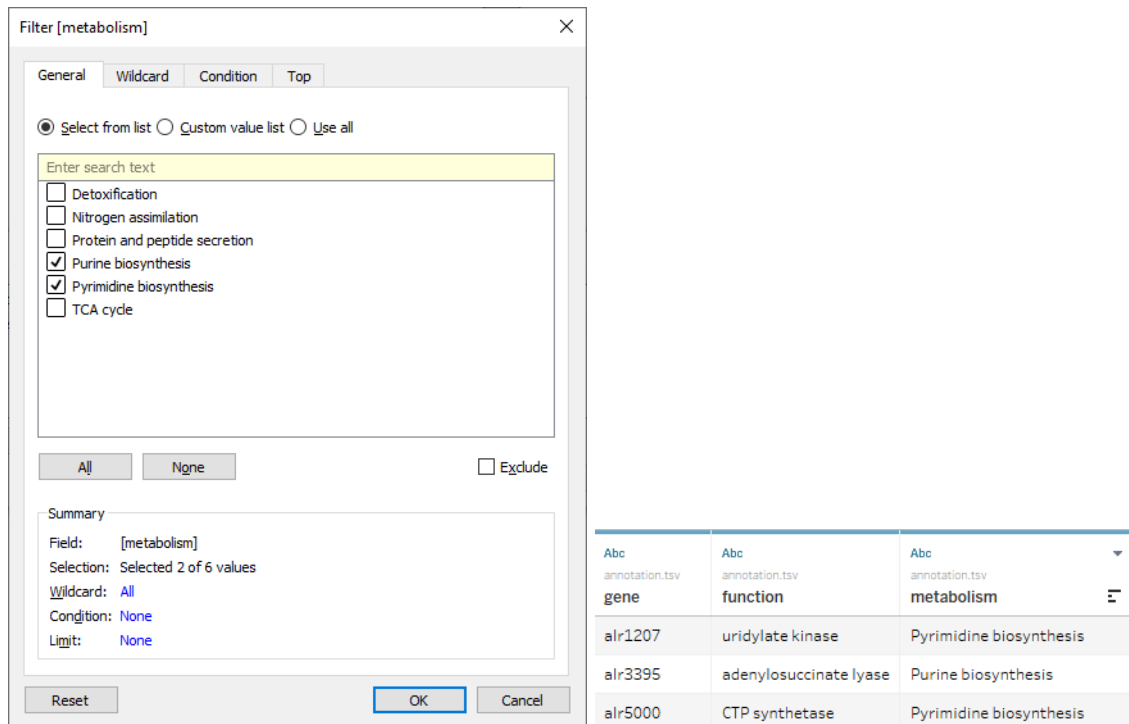 Filter [metabolism]
General Wildcard Condition Top
Select from list Custom value list Use all
Enter search text
Detoxification
Nitrogen assimilation
Protein and peptide secretion
Purine biosynthesis
Pyrimidine biosynthesis
TCA cycle
All None Exclude
Summary
Field: [metabolism]
Selection: Selected 2 of 6 values
Wildcard: All
Condition: None
Limit: None
Reset OK Cancel
Abc Abc Abc
annotation.tsv annotation.tsv annotation.tsv
gene function metabolism
alr1207 uridylate kinase Pyrimidine biosynthesis
alr3395 adenylosuccinate lyase Purine biosynthesis
alr5000 CTP synthetase Pyrimidine biosynthesis